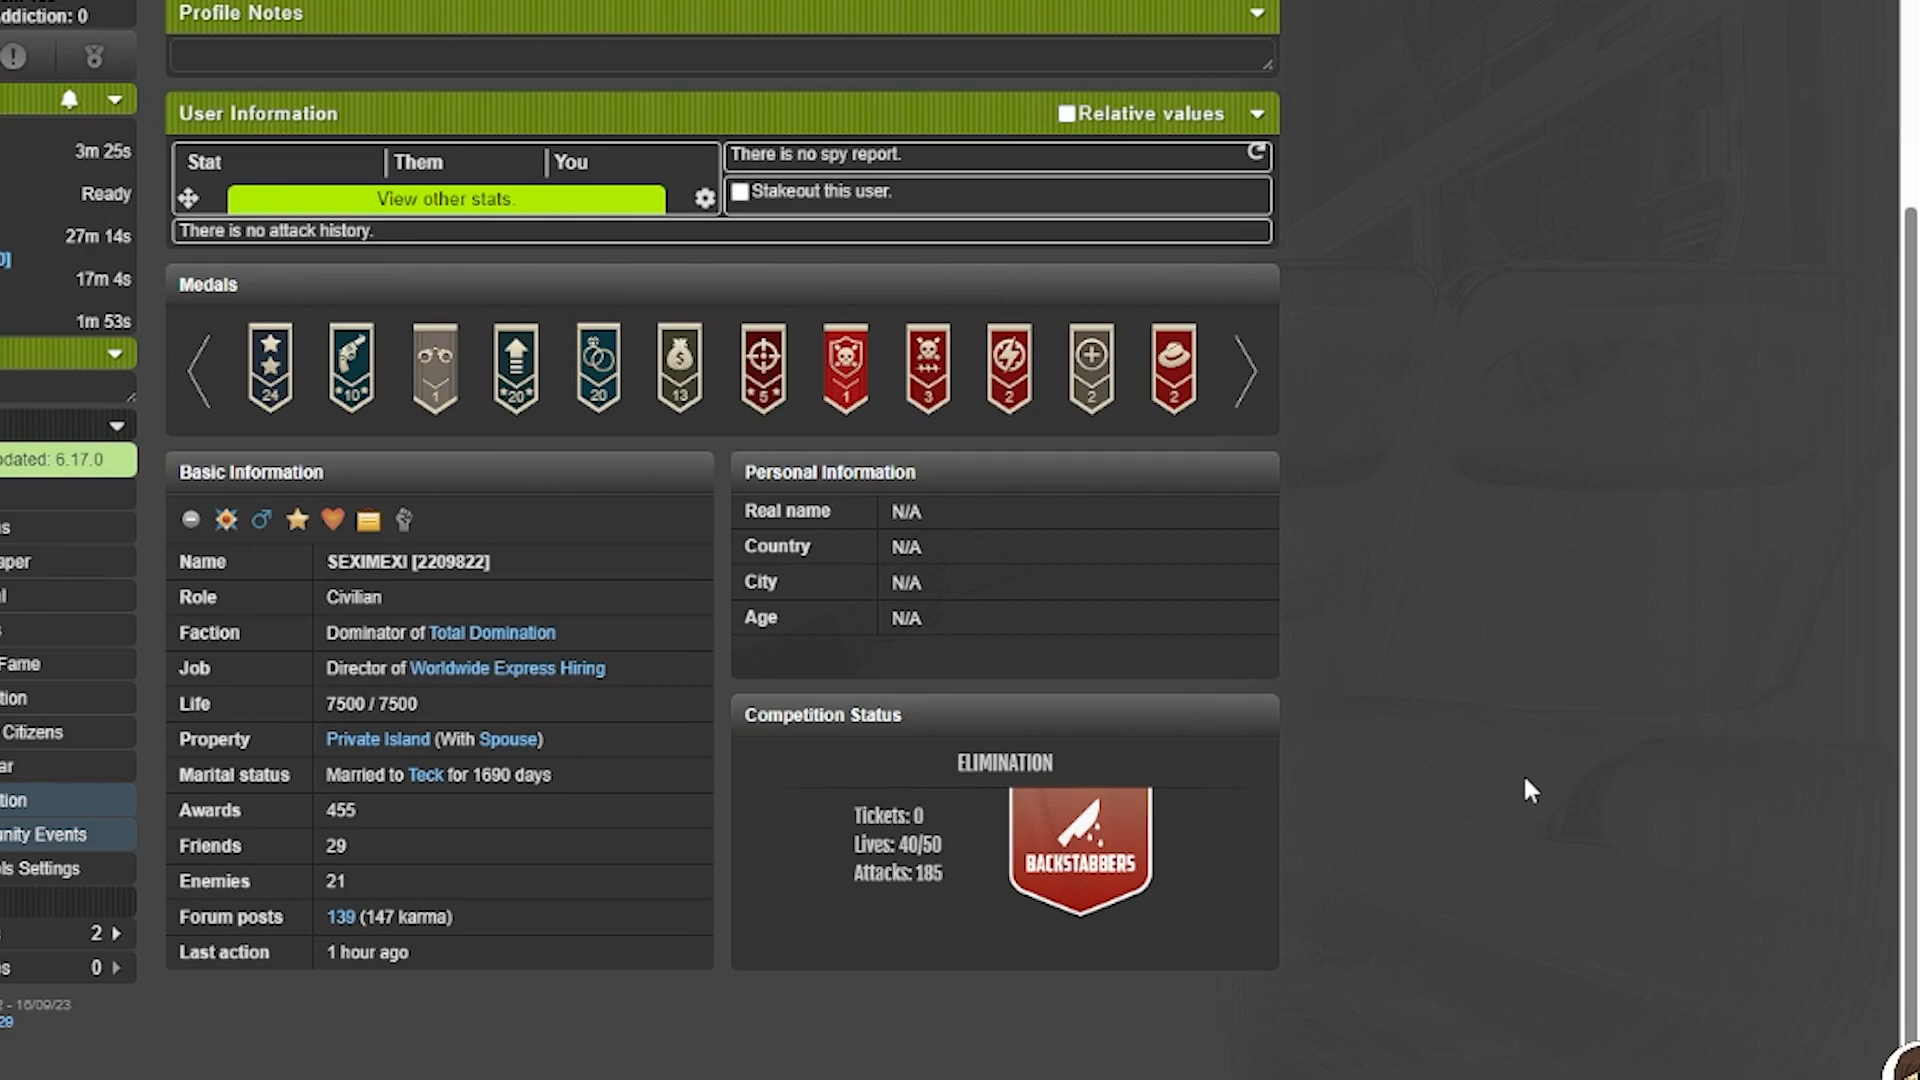 ddiction: 0
3m 25s
Ready
27m 14s
0]
17m 4s
1m 53s
pdated: 6.17.0
s
aper
l
Fame
tion
Citizens
ar
tion
unity Events
ls Settings
2
s 0
- 16/09/23
29
Profile Notes
User Information Relative values
Stat Them You
View other stats.
There is no spy report.
Stakeout this user.
There is no attack history.
Medals
24 *10* 1 *20* 20 13 *5* 1 3 2 2 2
Basic Information
Name SEXIMEXI [2209822]
Role Civilian
Faction Dominator of Total Domination
Job Director of Worldwide Express Hiring
Life 7500 / 7500
Property Private Island (With Spouse)
Marital status Married to Teck for 1690 days
Awards 455
Friends 29
Enemies 21
Forum posts 139 (147 karma)
Last action 1 hour ago
Personal Information
Real name N/A
Country N/A
City N/A
Age N/A
Competition Status
ELIMINATION
Tickets: 0
Lives: 40/50
Attacks: 185
BACKSTABBERS